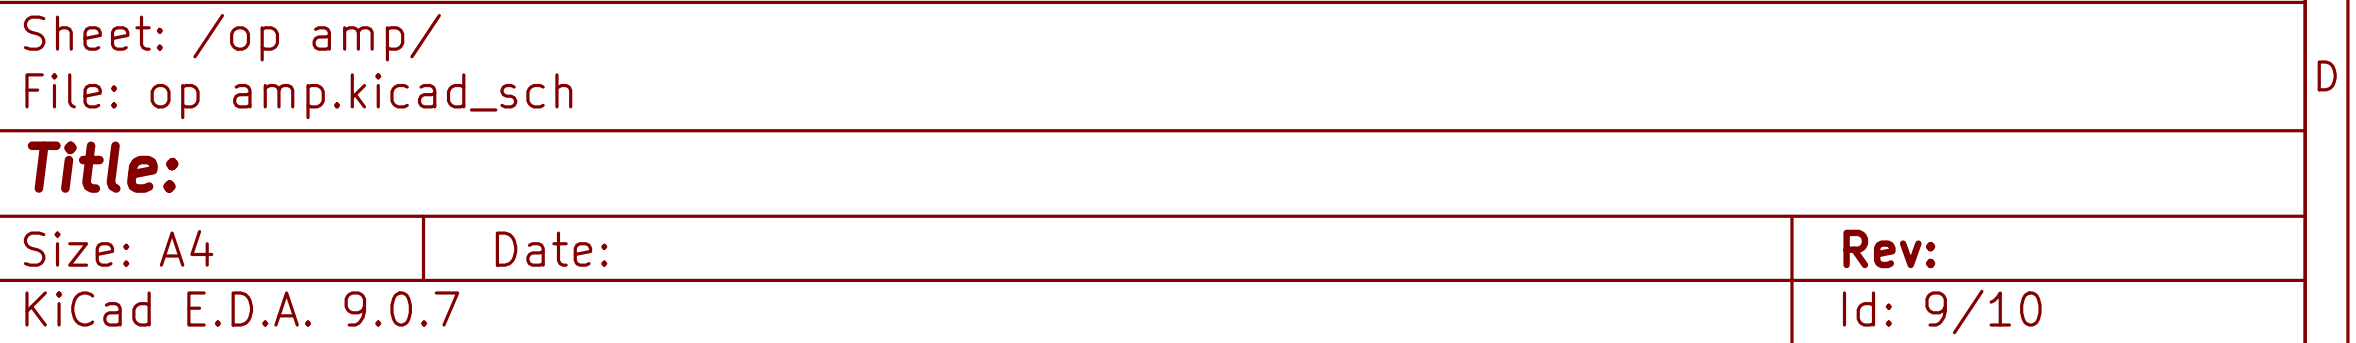 Sheet: /op amp/
File: op amp.kicad_sch
D
Title:
Size: A4 Date: Rev:
KiCad E.D.A. 9.0.7 Id: 9/10